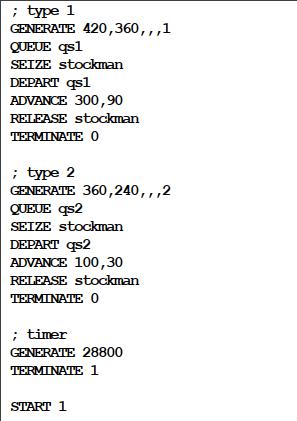 ; type 1
GENERATE 420,360,,,1
QUEUE qs1
SEIZE stockman
DEPART qs1
ADVANCE 300,90
RELEASE stockman
TERMINATE 0

; type 2
GENERATE 360,240,,,2
QUEUE qs2
SEIZE stockman
DEPART qs2
ADVANCE 100,30
RELEASE stockman
TERMINATE 0

; timer
GENERATE 28800
TERMINATE 1

START 1